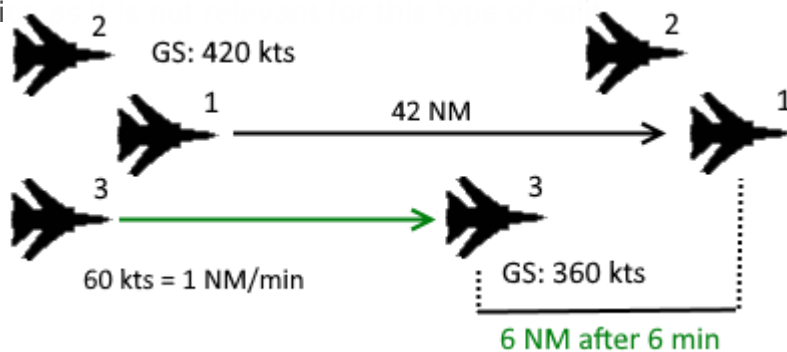 i
2
GS: 420 kts
2
1
42 NM
1
3
3
60 kts = 1 NM/min
GS: 360 kts
6 NM after 6 min